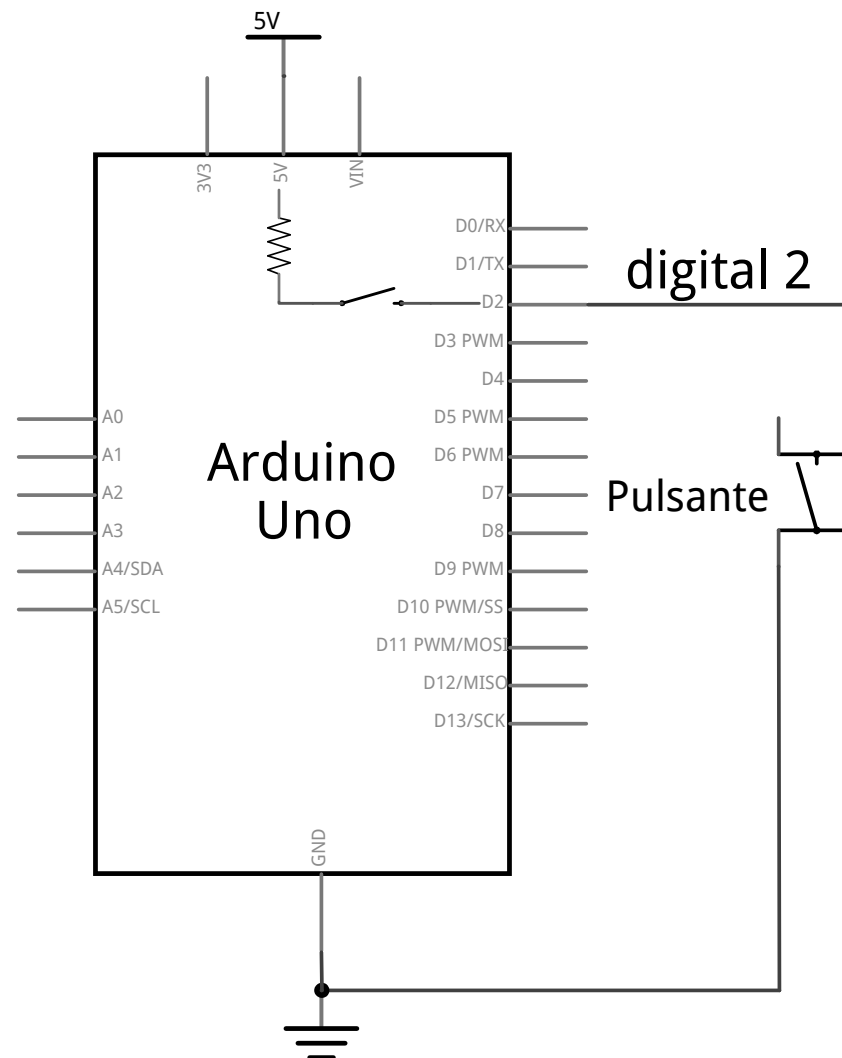 5V
3V3
5V
VIN
D0/RX
D1/TX
digital 2
D2
D3 PWM
D4
A0
D5 PWM
A1
D6 PWM
Arduino
Uno
A2
D7
Pulsante
A3
D8
A4/SDA
D9 PWM
A5/SCL
D10 PWM/SS
D11 PWM/MOSI
D12/MISO
D13/SCK
GND